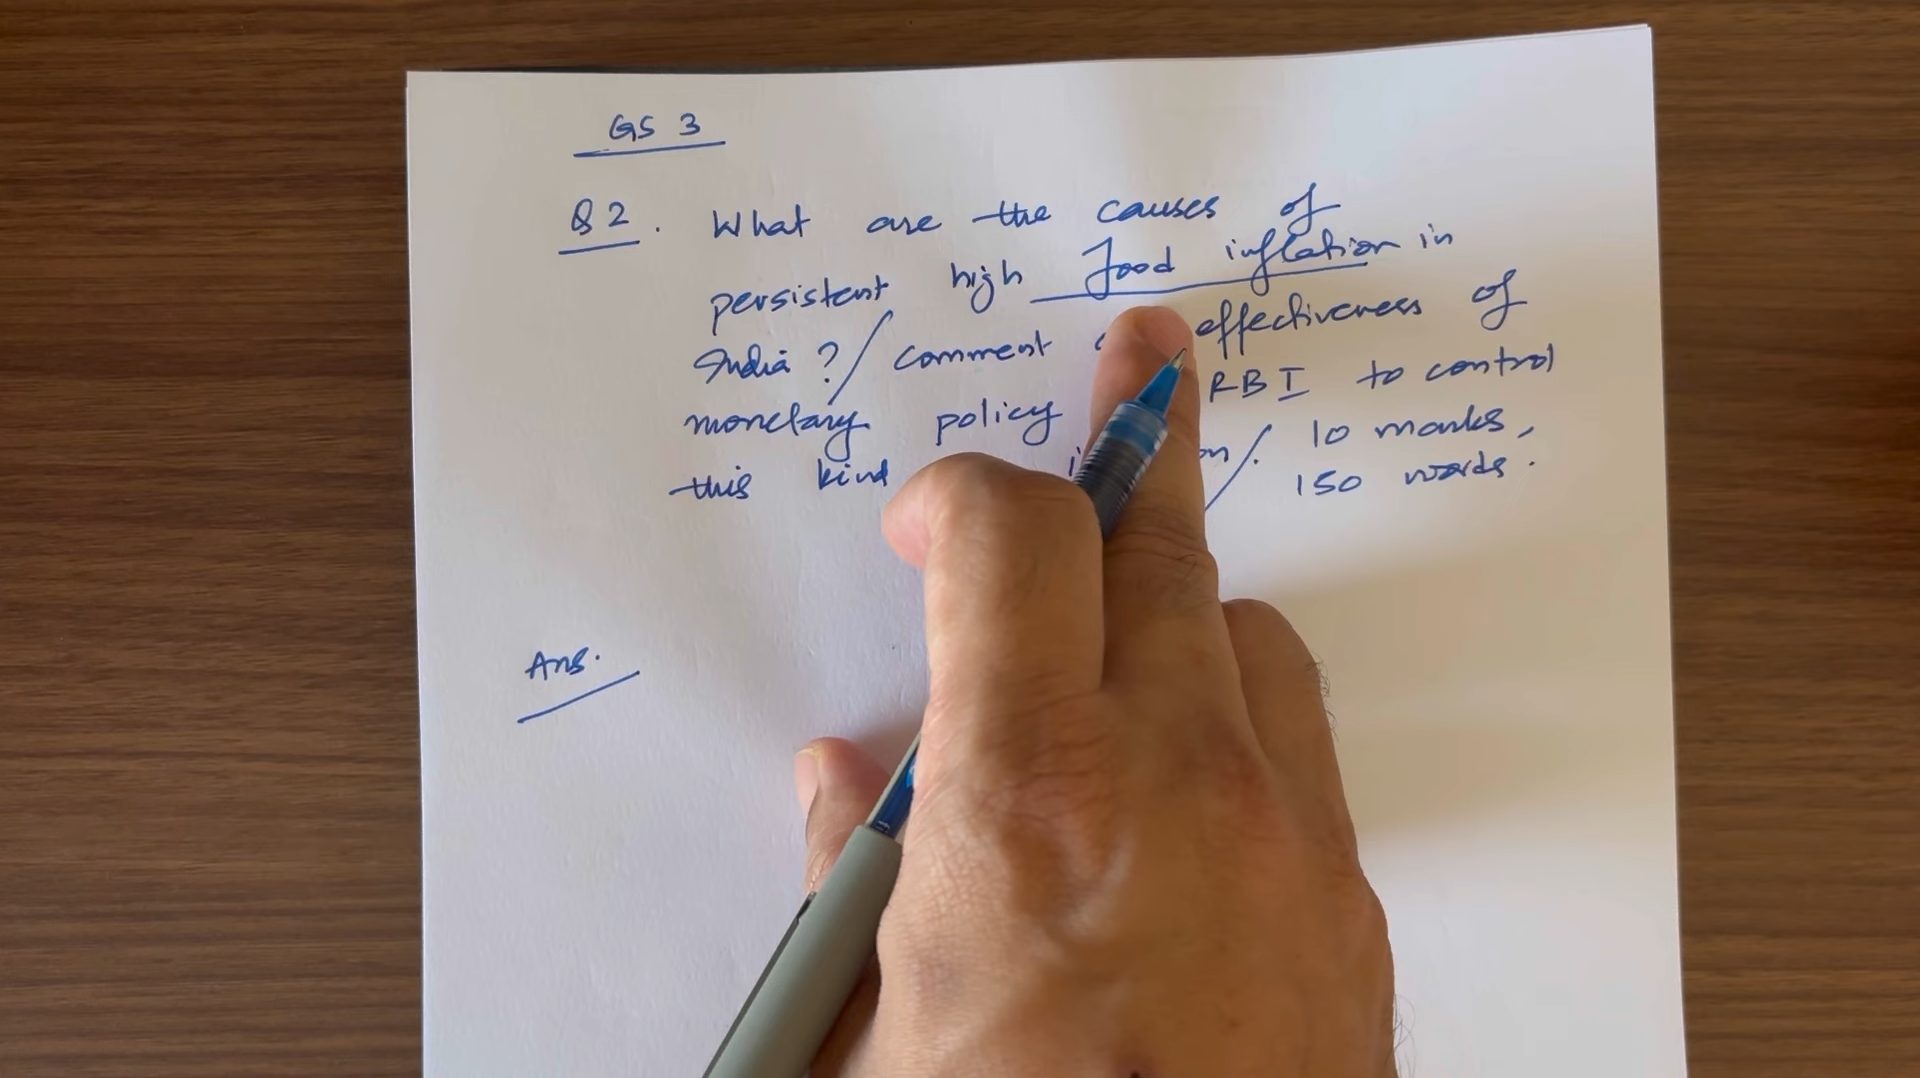 GS 3
Q2. What are the causes of
persistent high food inflation in
India? / comment effectiveness of
monetary policy RBI to control
this kind / . 10 marks,
150 words.
Ans.